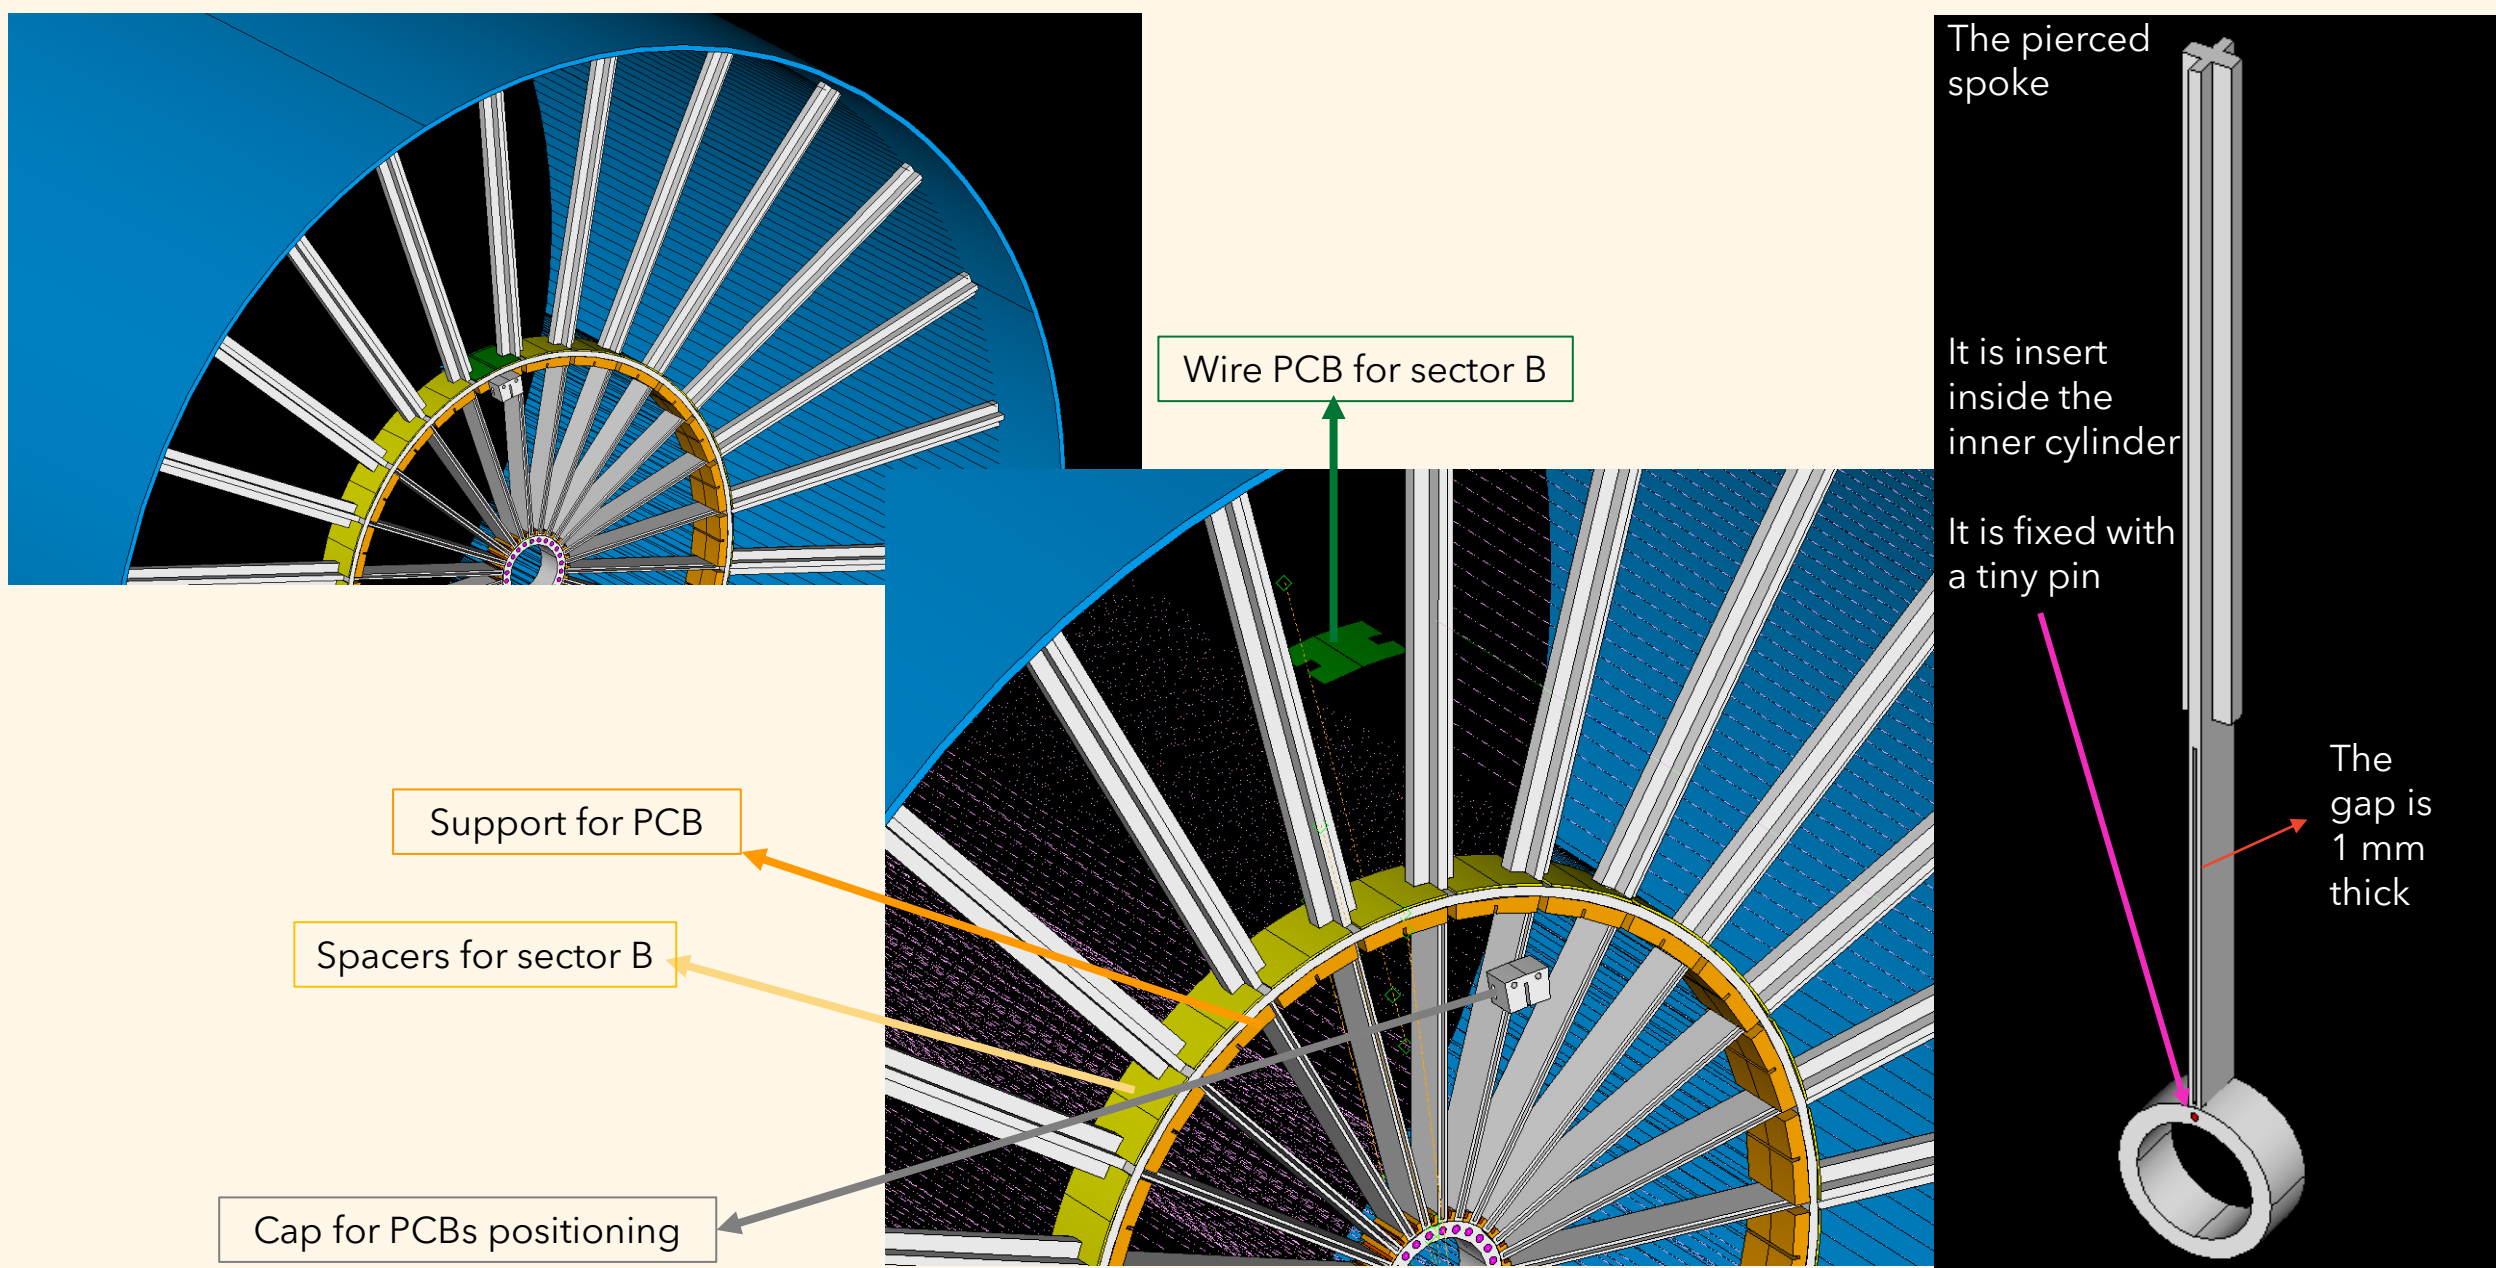 The pierced
spoke
It is insert
inside the
inner cylinder
It is fixed with
a tiny pin
The
gap is
1 mm
thick
Wire PCB for sector B
Support for PCB
Spacers for sector B
Cap for PCBs positioning